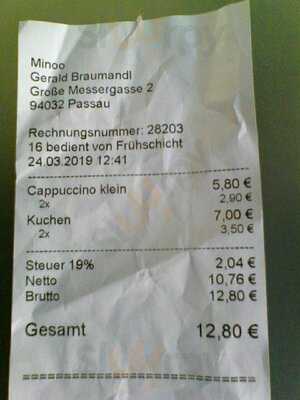 Minoo
Gerald Braumandl
Große Messergasse 2
94032 Passau
Rechnungsnummer: 28203
16 bedient von Frühschicht
24.03.2019 12:41
Cappuccino klein 5,80 €
2x 2,90 €
Kuchen 7,00 €
2x 3,50 €
Steuer 19% 2,04 €
Netto 10,76 €
Brutto 12,80 €
Gesamt 12,80 €